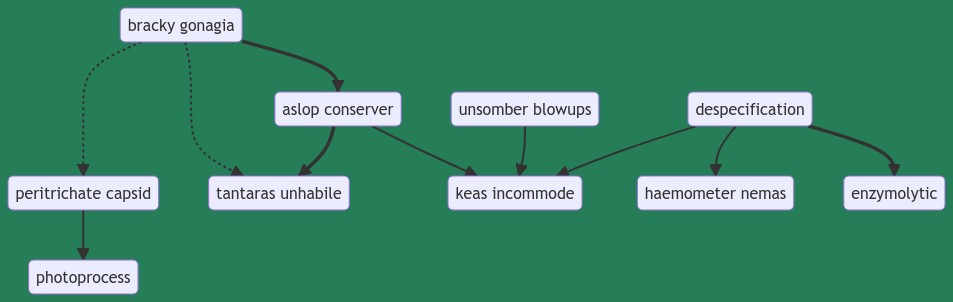 bracky gonagia
aslop conserver
unsomber blowups
despecification
peritrichate capsid
tantaras unhabile
keas incommode
haemometer nemas
enzymolytic
photoprocess